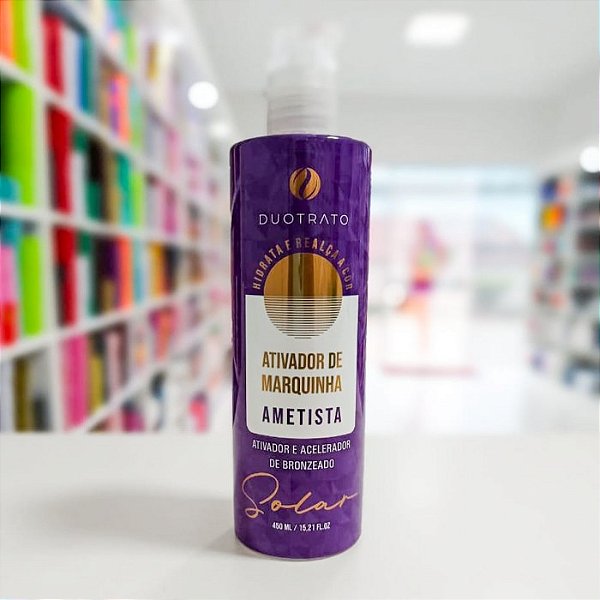 DUOTRATO
HIDRATA E REALÇA A COR
ATIVADOR DE
MARQUINHA
AMETISTA
ATIVADOR E ACELERADOR
DE BRONZEADO
Solar
450 ML / 15,21 FL.OZ